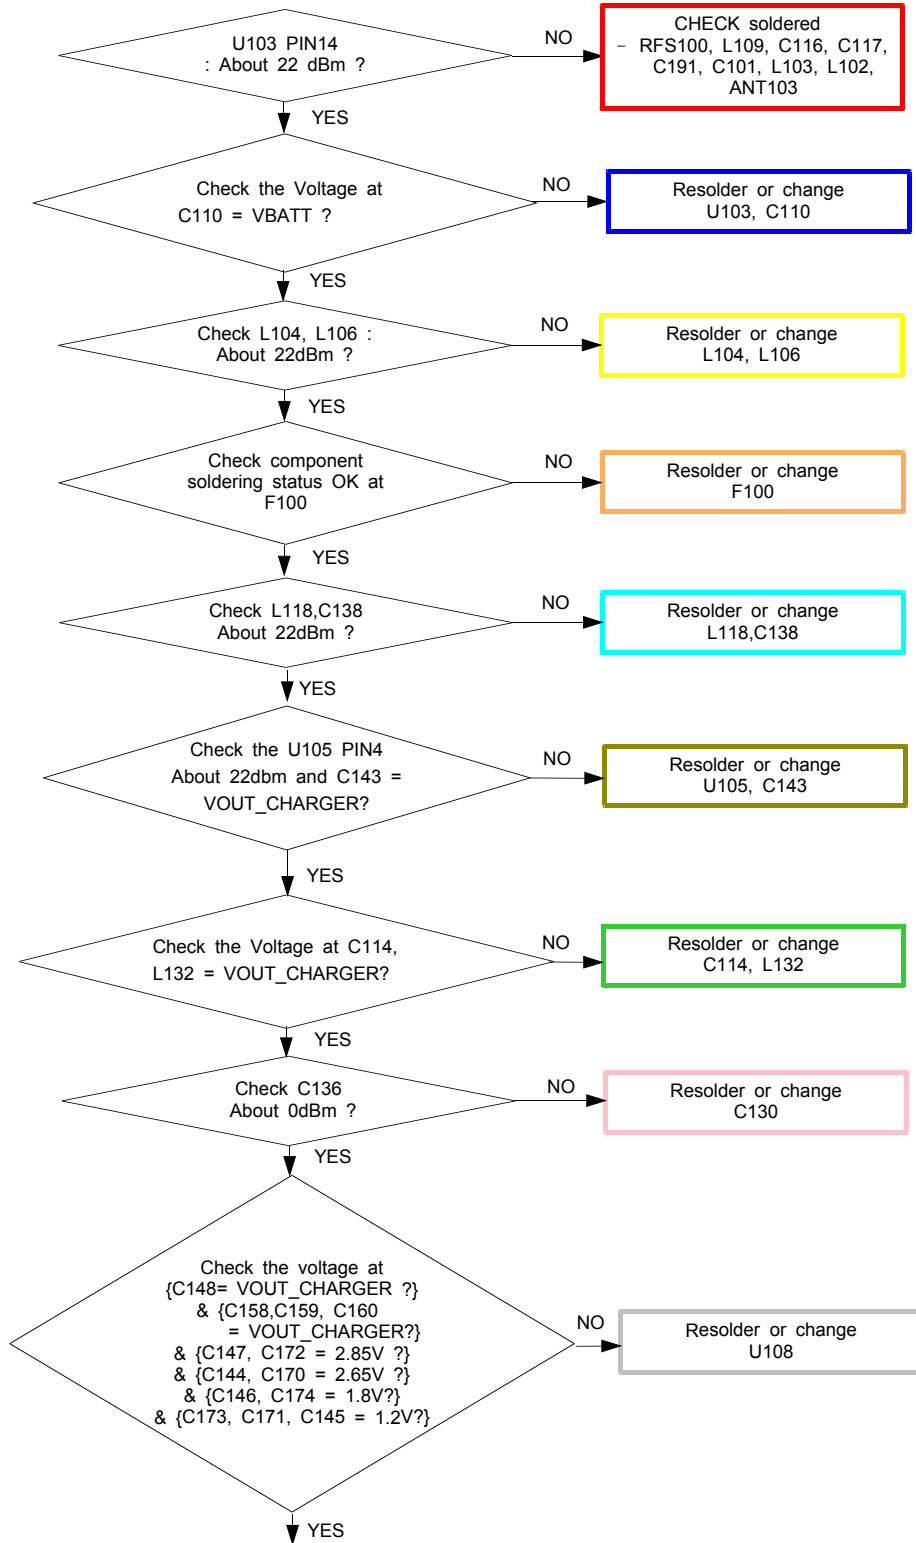 U103 PIN14
: About 22 dBm ?
NO
CHECK soldered
– RFS100, L109, C116, C117,
C191, C101, L103, L102,
ANT103
YES
Check the Voltage at
C110 = VBATT ?
NO
Resolder or change
U103, C110
YES
Check L104, L106 :
About 22dBm ?
NO
Resolder or change
L104, L106
YES
Check component
soldering status OK at
F100
NO
Resolder or change
F100
YES
Check L118,C138
About 22dBm ?
NO
Resolder or change
L118,C138
YES
Check the U105 PIN4
About 22dbm and C143 =
VOUT_CHARGER?
NO
Resolder or change
U105, C143
YES
Check the Voltage at C114,
L132 = VOUT_CHARGER?
NO
Resolder or change
C114, L132
YES
Check C136
About 0dBm ?
NO
Resolder or change
C130
YES
Check the voltage at
{C148= VOUT_CHARGER ?}
& {C158,C159, C160
= VOUT_CHARGER?}
& {C147, C172 = 2.85V ?}
& {C144, C170 = 2.65V ?}
& {C146, C174 = 1.8V?}
& {C173, C171, C145 = 1.2V?}
NO
Resolder or change
U108
YES